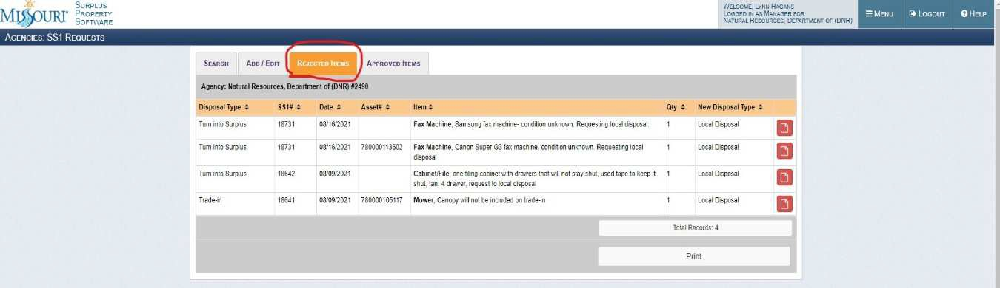 MISSOURI
SURPLUS
PROPERTY
SOFTWARE
WELCOME, LYNN HAGANS
LOGGED IN AS MANAGER FOR
NATURAL RESOURCES, DEPARTMENT OF (DNR)
MENU
LOGOUT
HELP
AGENCIES: SS1 REQUESTS
SEARCH ADD / EDIT REJECTED ITEMS APPROVED ITEMS
Agency: Natural Resources, Department of (DNR) #2490
Disposal Type SS1# Date Asset# Item Qty New Disposal Type
Turn into Surplus 18731 08/16/2021 Fax Machine, Samsung fax machine- condition unknown. Requesting local disposal. 1 Local Disposal
Turn into Surplus 18731 08/16/2021 780000113602 Fax Machine, Canon Super G3 fax machine, condition unknown. Requesting local 1 Local Disposal
disposal
Turn into Surplus 18642 08/09/2021 Cabinet/File, one filing cabinet with drawers that will not stay shut, used tape to keep it 1 Local Disposal
shut, tan, 4 drawer, request to local disposal
Trade-in 18641 08/09/2021 780000105117 Mower, Canopy will not be included on trade-in 1 Local Disposal
Total Records: 4
Print